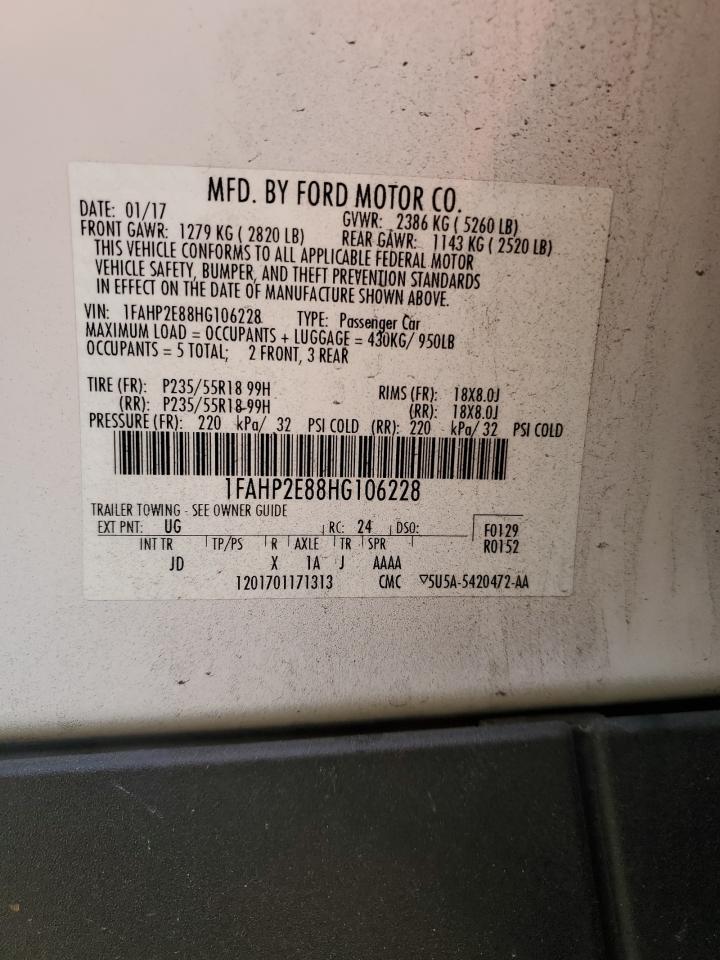 MFD. BY FORD MOTOR CO.
DATE: 01/17 GVWR: 2386 KG ( 5260 LB)
FRONT GAWR: 1279 KG ( 2820 LB) REAR GAWR: 1143 KG ( 2520 LB)
THIS VEHICLE CONFORMS TO ALL APPLICABLE FEDERAL MOTOR
VEHICLE SAFETY, BUMPER, AND THEFT PREVENTION STANDARDS
IN EFFECT ON THE DATE OF MANUFACTURE SHOWN ABOVE.
VIN: 1FAHP2E88HG106228 TYPE: Passenger Car
MAXIMUM LOAD = OCCUPANTS + LUGGAGE = 430KG/ 950LB
OCCUPANTS = 5 TOTAL; 2 FRONT, 3 REAR
TIRE (FR): P235/55R18 99H RIMS (FR): 18X8.0J
(RR): P235/55R18 99H (RR): 18X8.0J
PRESSURE (FR): 220 kPa/ 32 PSI COLD (RR): 220 kPa/ 32 PSI COLD
1FAHP2E88HG106228
TRAILER TOWING - SEE OWNER GUIDE
EXT PNT: UG RC: 24 DSO: F0129
R0152
INT TR TP/PS R AXLE TR SPR
JD X 1A J AAAA
1201701171313 CMC ▽5U5A-5420472-AA